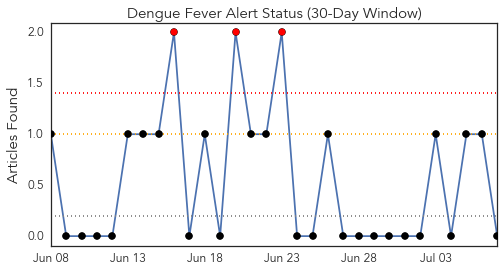 Dengue Fever Alert Status (30-Day Window)
Articles Found
2.0
1.5
1.0
0.5
0.0
Jun 08 Jun 13 Jun 18 Jun 23 Jun 28 Jul 03